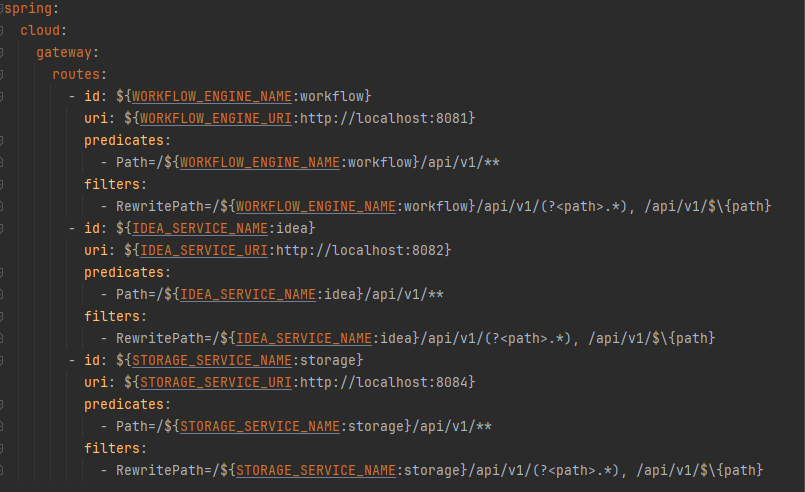 spring:
  cloud:
    gateway:
      routes:
        - id: ${WORKFLOW_ENGINE_NAME:workflow}
          uri: ${WORKFLOW_ENGINE_URI:http://localhost:8081}
          predicates:
            - Path=/${WORKFLOW_ENGINE_NAME:workflow}/api/v1/**
          filters:
            - RewritePath=/${WORKFLOW_ENGINE_NAME:workflow}/api/v1/(?<path>.*), /api/v1/$\{path}
        - id: ${IDEA_SERVICE_NAME:idea}
          uri: ${IDEA_SERVICE_URI:http://localhost:8082}
          predicates:
            - Path=/${IDEA_SERVICE_NAME:idea}/api/v1/**
          filters:
            - RewritePath=/${IDEA_SERVICE_NAME:idea}/api/v1/(?<path>.*), /api/v1/$\{path}
        - id: ${STORAGE_SERVICE_NAME:storage}
          uri: ${STORAGE_SERVICE_URI:http://localhost:8084}
          predicates:
            - Path=/${STORAGE_SERVICE_NAME:storage}/api/v1/**
          filters:
            - RewritePath=/${STORAGE_SERVICE_NAME:storage}/api/v1/(?<path>.*), /api/v1/$\{path}